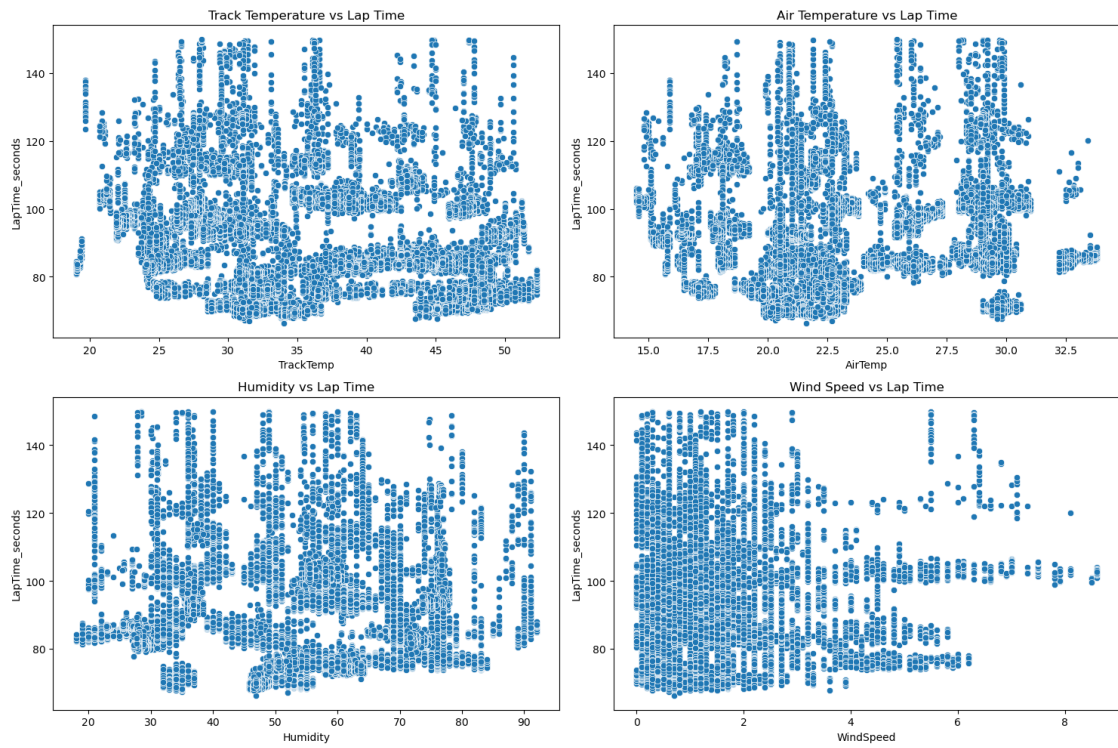 Track Temperature vs Lap Time
LapTime_seconds
140
120
100
80
20 25 30 35 40 45 50
TrackTemp
Air Temperature vs Lap Time
LapTime_seconds
140
120
100
80
15.0 17.5 20.0 22.5 25.0 27.5 30.0 32.5
AirTemp
Humidity vs Lap Time
LapTime_seconds
140
120
100
80
20 30 40 50 60 70 80 90
Humidity
Wind Speed vs Lap Time
LapTime_seconds
140
120
100
80
0 2 4 6 8
WindSpeed